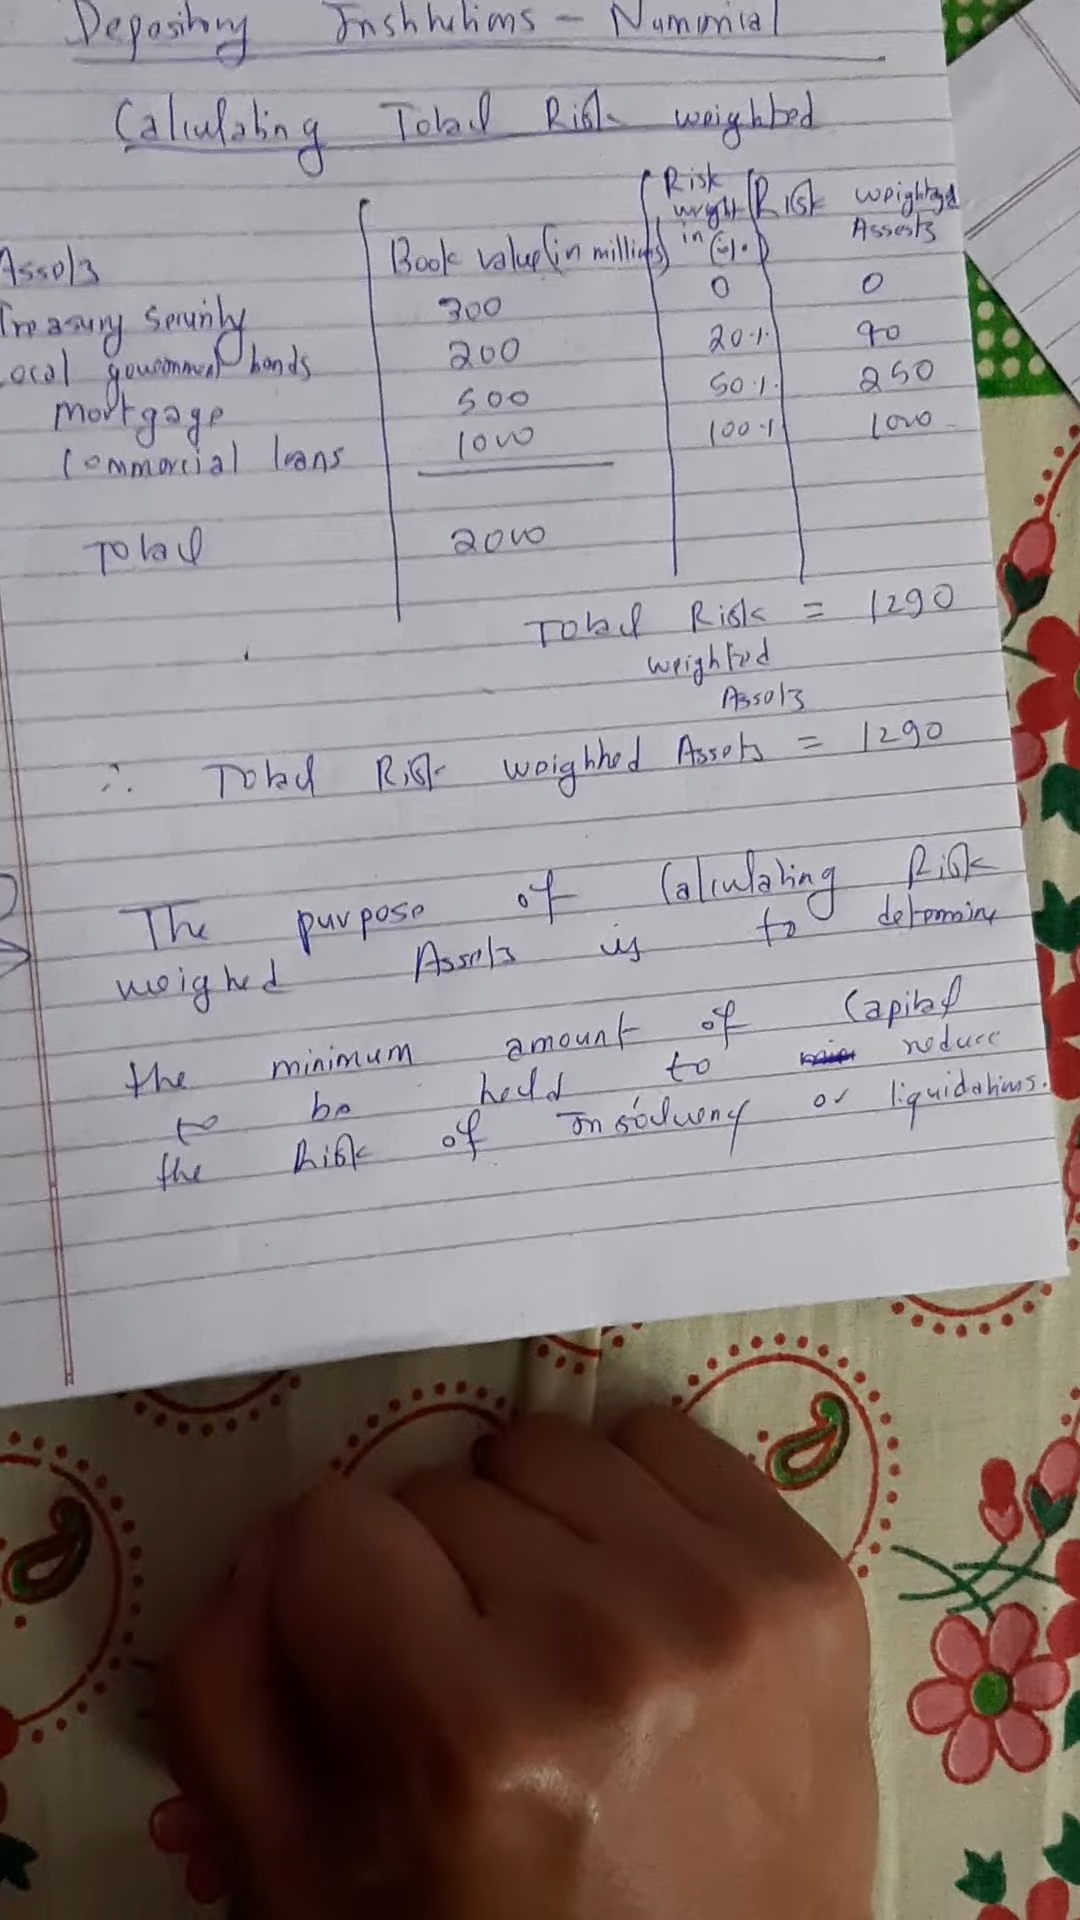 Depository Institutions - Numerical
Calculating Total Risk weighted
Assets | Book value (in millions) | Risk weight in (%) | Risk weighted Assests
Treasury Security 300 0 0
Local government bonds 200 20% 40
Mortgage 500 50% 250
Commercial loans 1000 100% 1000
Total 2000
Total Risk = 1290
weighted
Assets
∴ Total Risk weighted Assets = 1290
The purpose of Calculating Risk
weighed Assets is to determine
the minimum amount of Capital
to be held to reduce
the Risk of Insolvency or liquidations.